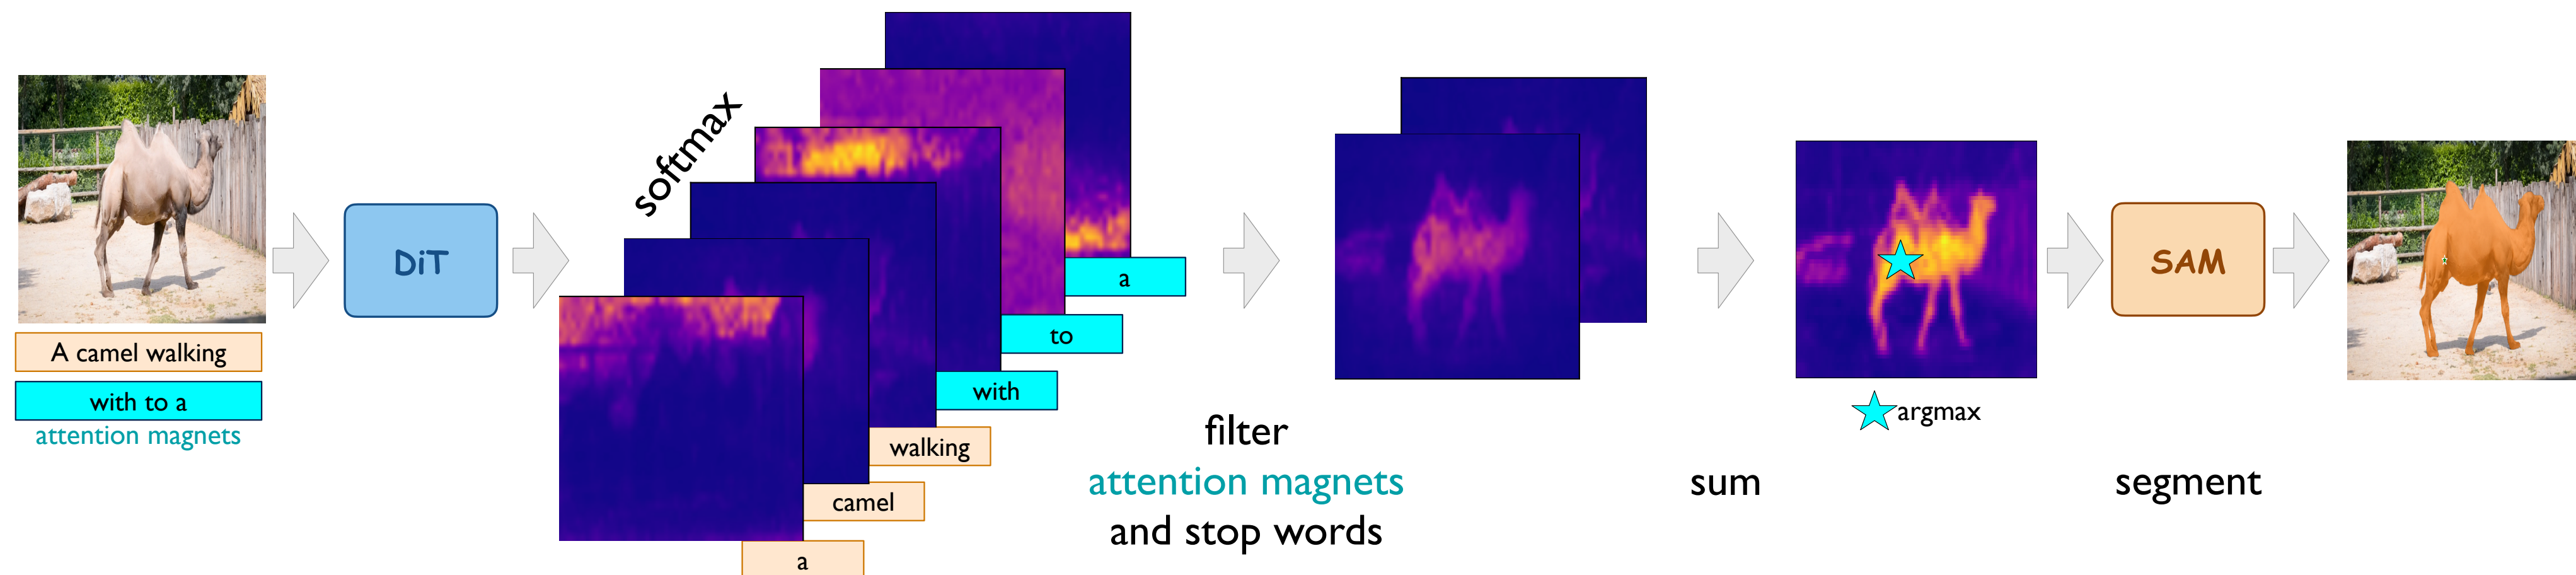 A camel walking
with to a
attention magnets
DiT
softmax
a
to
with
walking
camel
a
filter
attention magnets
and stop words
sum
argmax
SAM
segment